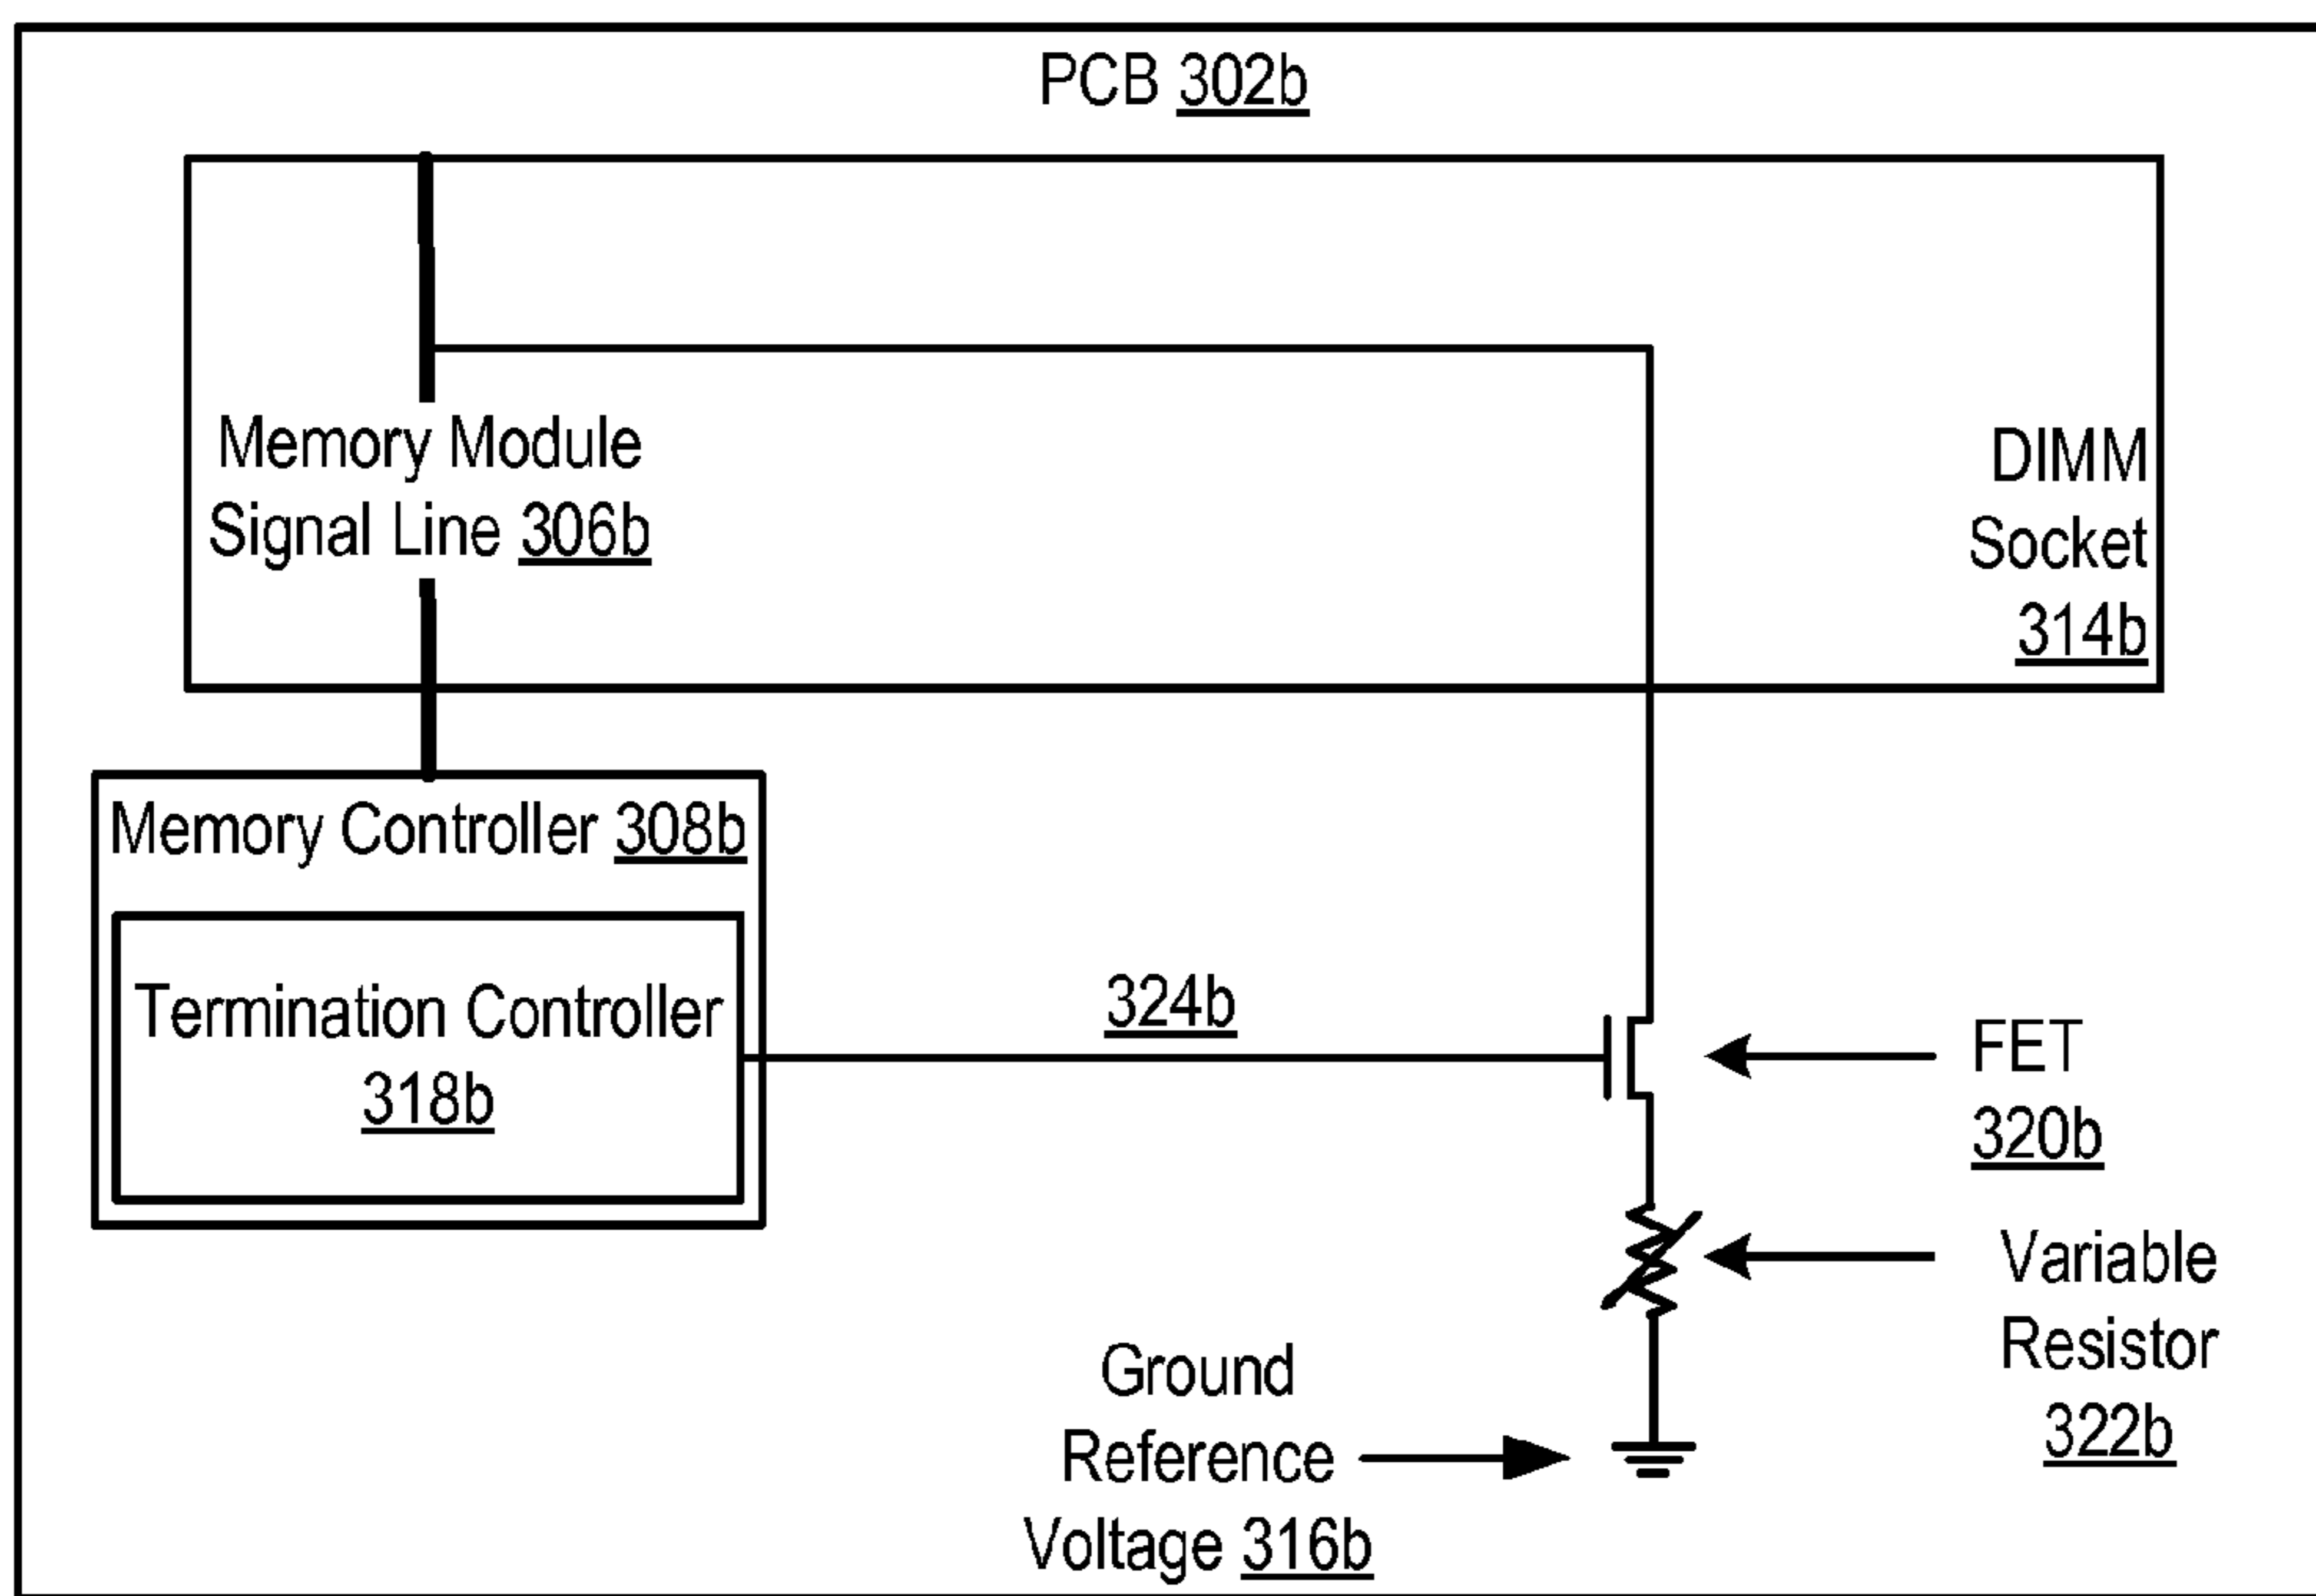 PCB 302b
Memory Module
Signal Line 306b
DIMM
Socket
314b
Memory Controller 308b
Termination Controller
318b
324b
FET
320b
Variable
Resistor
322b
Ground
Reference
Voltage 316b